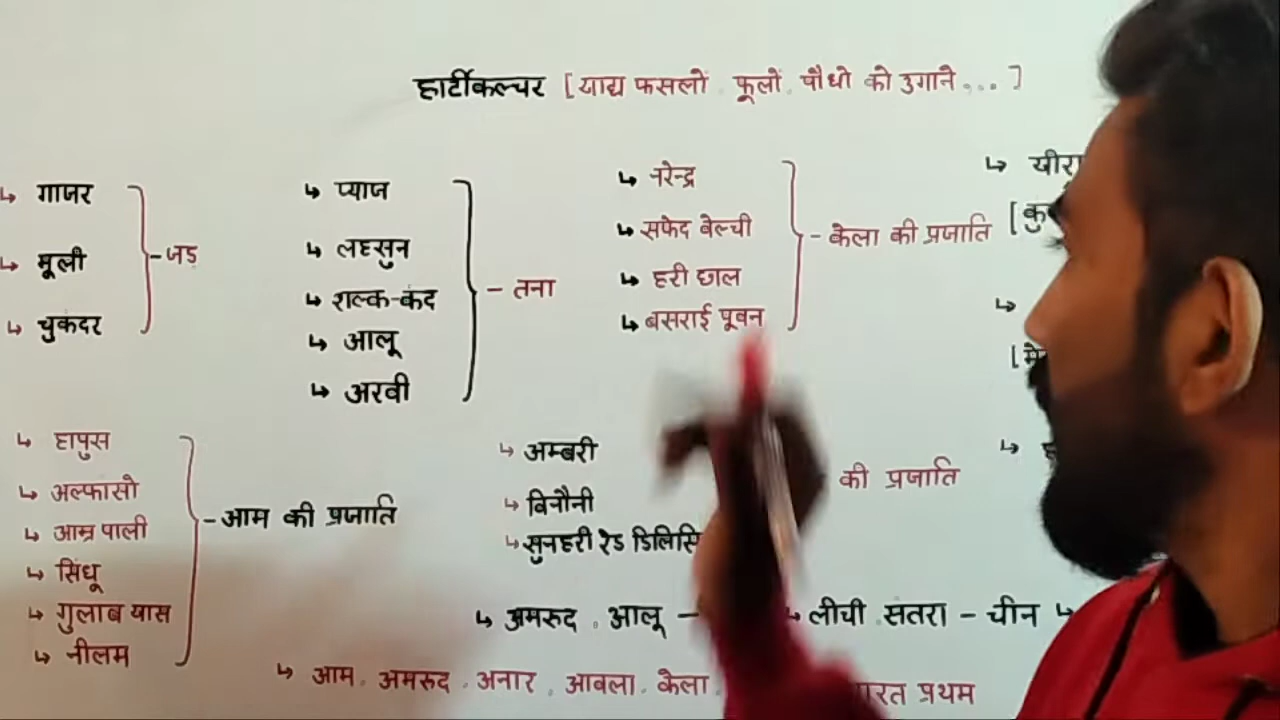 हार्टीकल्चर [याद्य फसलों, फूलों, पौधो को उगाने...]
↳ गाजर
↳ मूली
↳ चुकंदर
- जड़
↳ प्याज
↳ लहसुन
↳ शल्क-कंद
↳ आलू
↳ अरवी
- तना
↳ नरेन्द्र
↳ सफेद वेल्ची
↳ हरी छाल
↳ बसराई पूवन
- केला की प्रजाति
↳ हापुस
↳ अल्फासो
↳ आम्र पाली
↳ सिंधू
↳ गुलाब यास
↳ नीलम
- आम की प्रजाति
↳ अम्बरी
↳ विनौनी
↳ सुनहरी रेड
की प्रजाति
↳ अमरुद, आलू -
↳ लीची, संतरा - चीन ↳
↳ आम, अमरुद, अनार, आवला, केला,
प्रथम